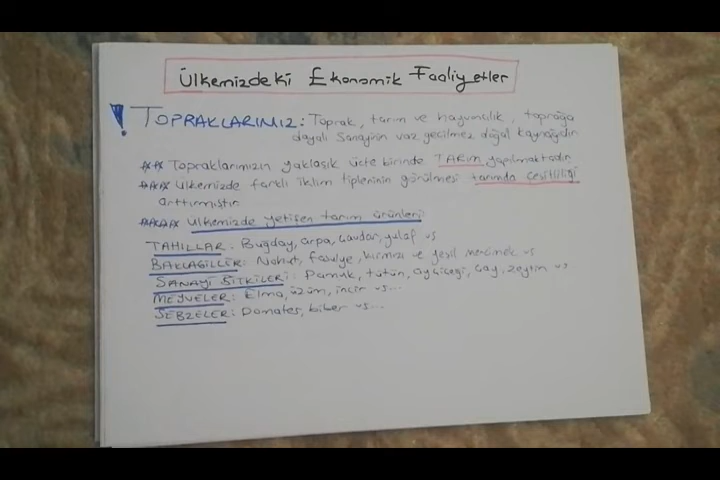 Ülkemizdeki Ekonomik Faaliyetler
! TOPRAKLARIMIZ: Toprak, tarım ve hayvancılık, toprağa
dayalı sanayinin vazgeçilmez doğal kaynağıdır.
*** Topraklarımızın yaklaşık üçte birinde TARIM yapılmaktadır.
*** Ülkemizde farklı iklim tiplerinin görülmesi tarımda çeşitliliği
arttırmıştır.
**** Ülkemizde yetişen tarım ürünleri
TAHILLAR: Buğday, arpa, çavdar, yulaf vs
BAKLAGİLLER: Nohut, fasulye, kırmızı ve yeşil mercimek vs
SANAYİ BİTKİLERİ: Pamuk, tütün, ayçiçeği, çay, zeytin vs
MEYVELER: Elma, üzüm, incir vs...
SEBZELER: Domates, biber vs...